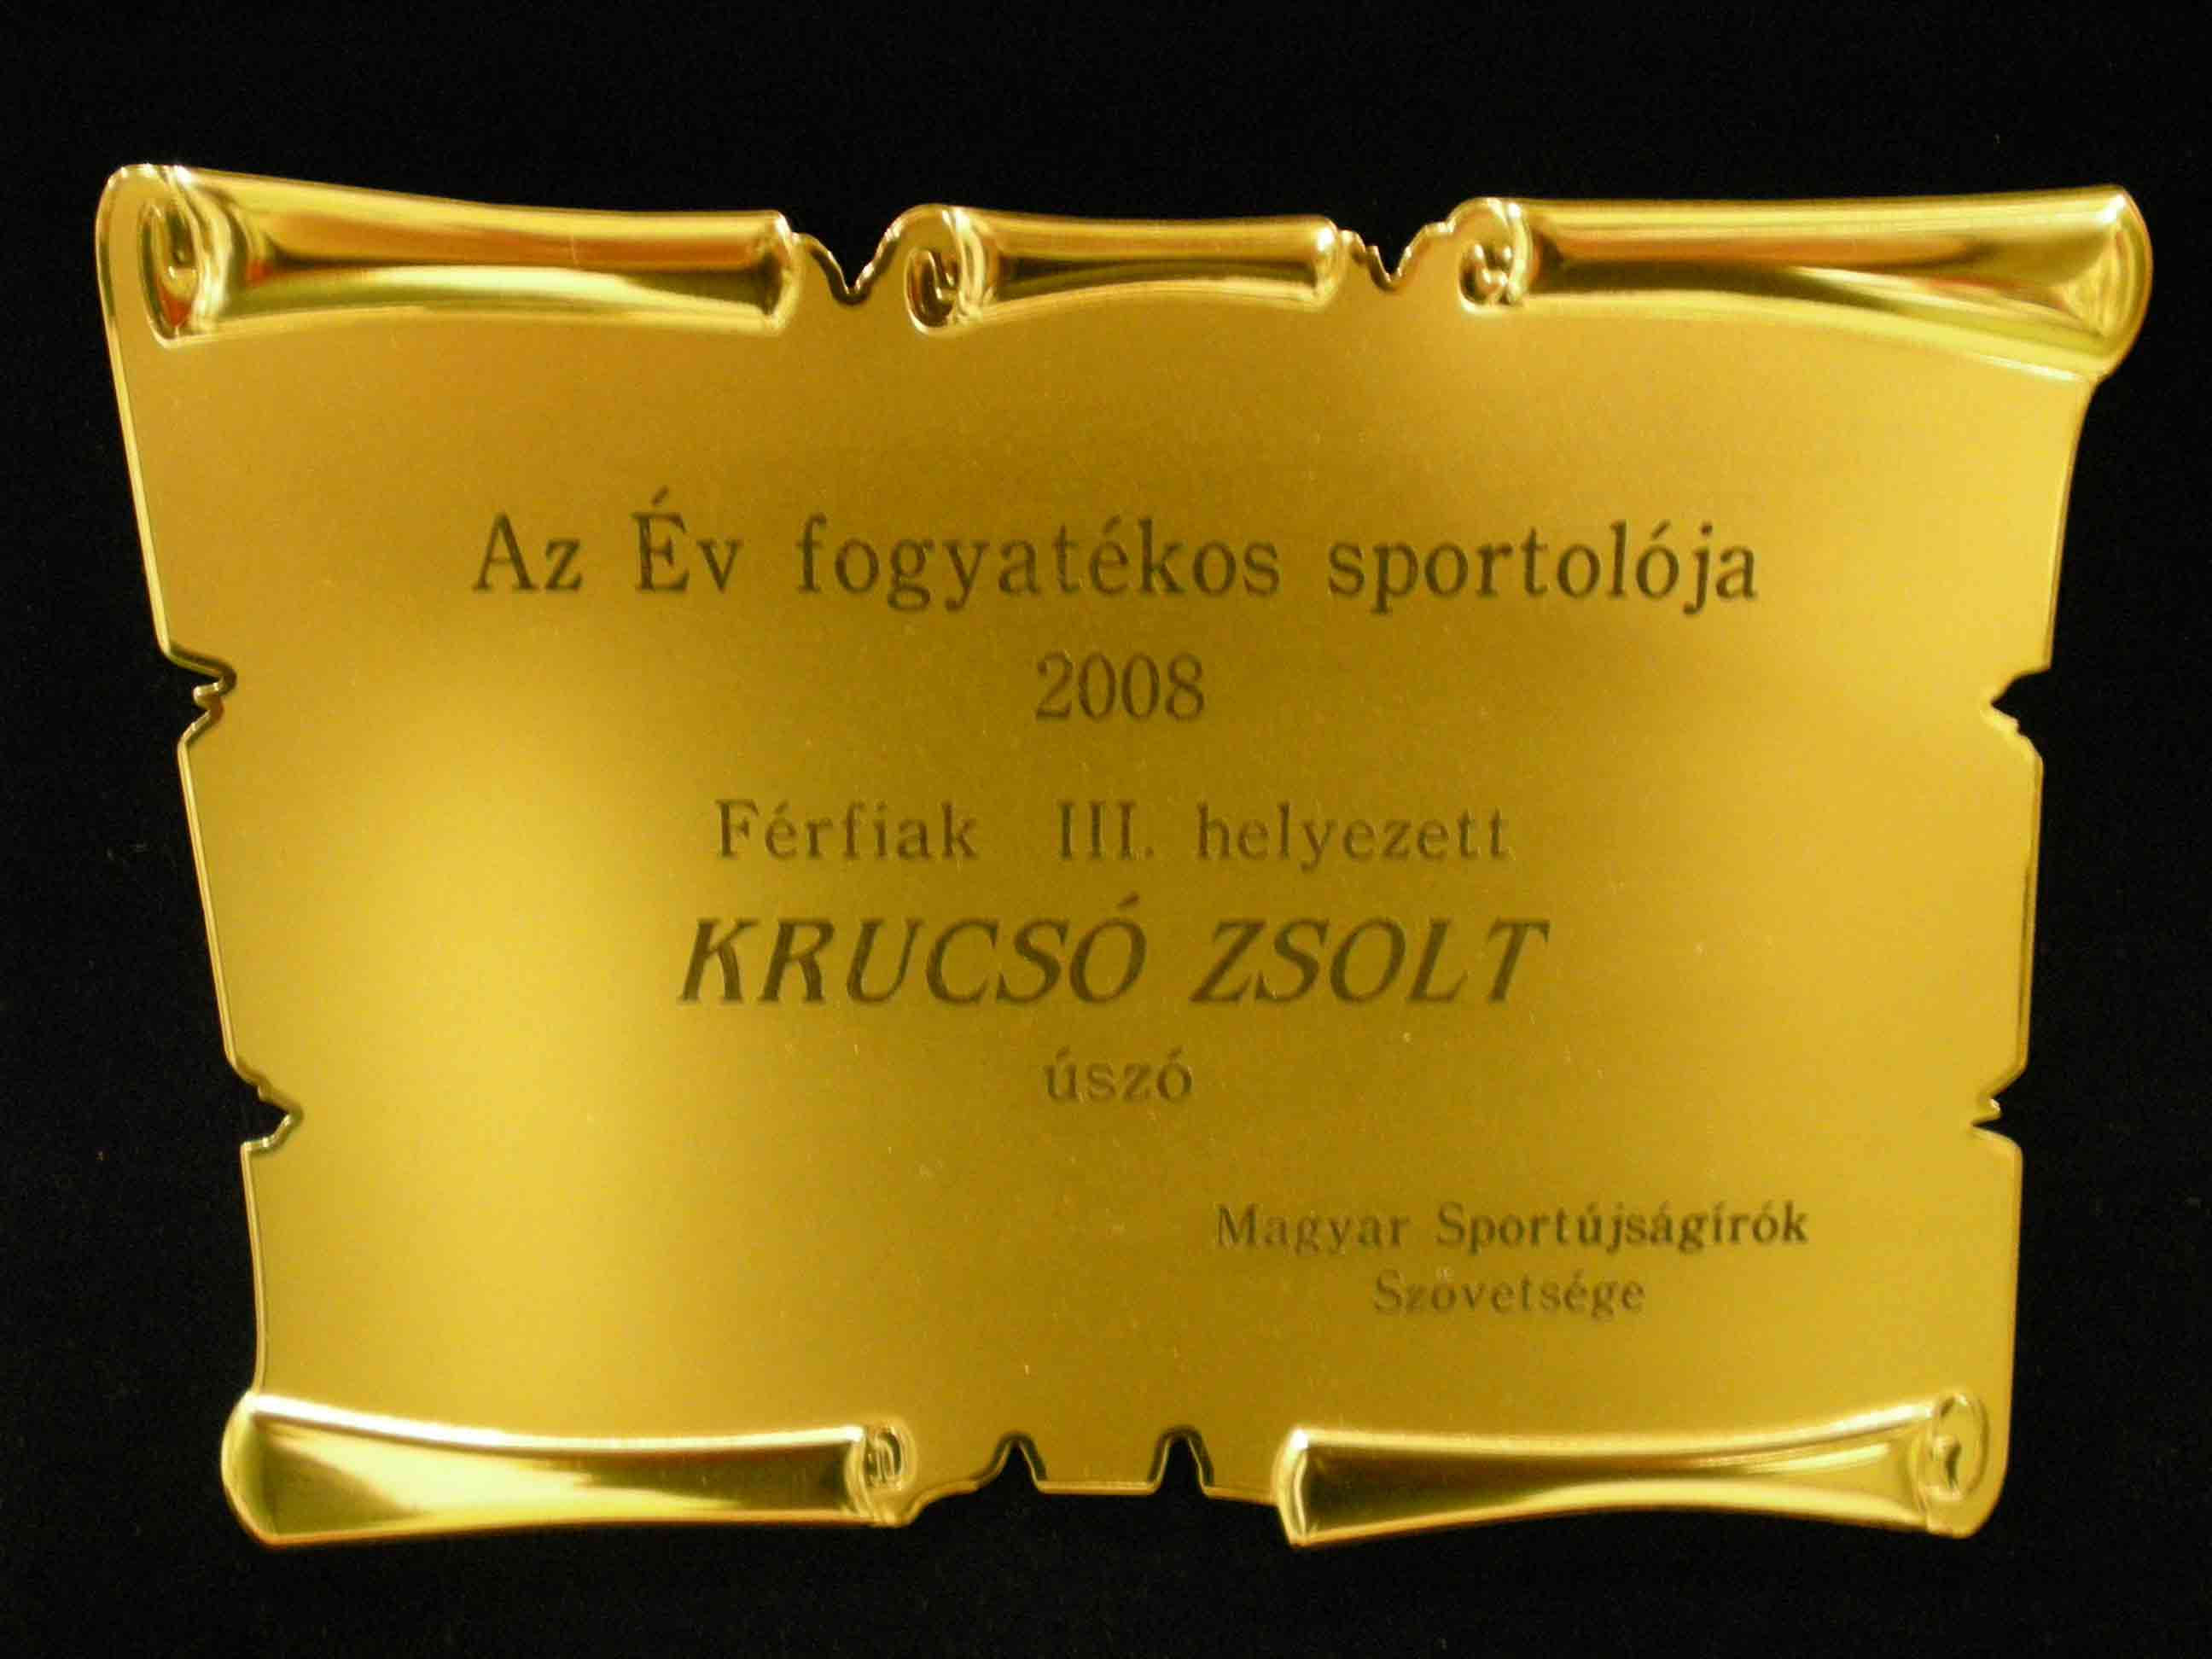 Az Év fogyatékos sportolója
2008
Férfiak III. helyezett
KRUCSÓ ZSOLT
úszó
Magyar Sportújságírók
Szövetsége